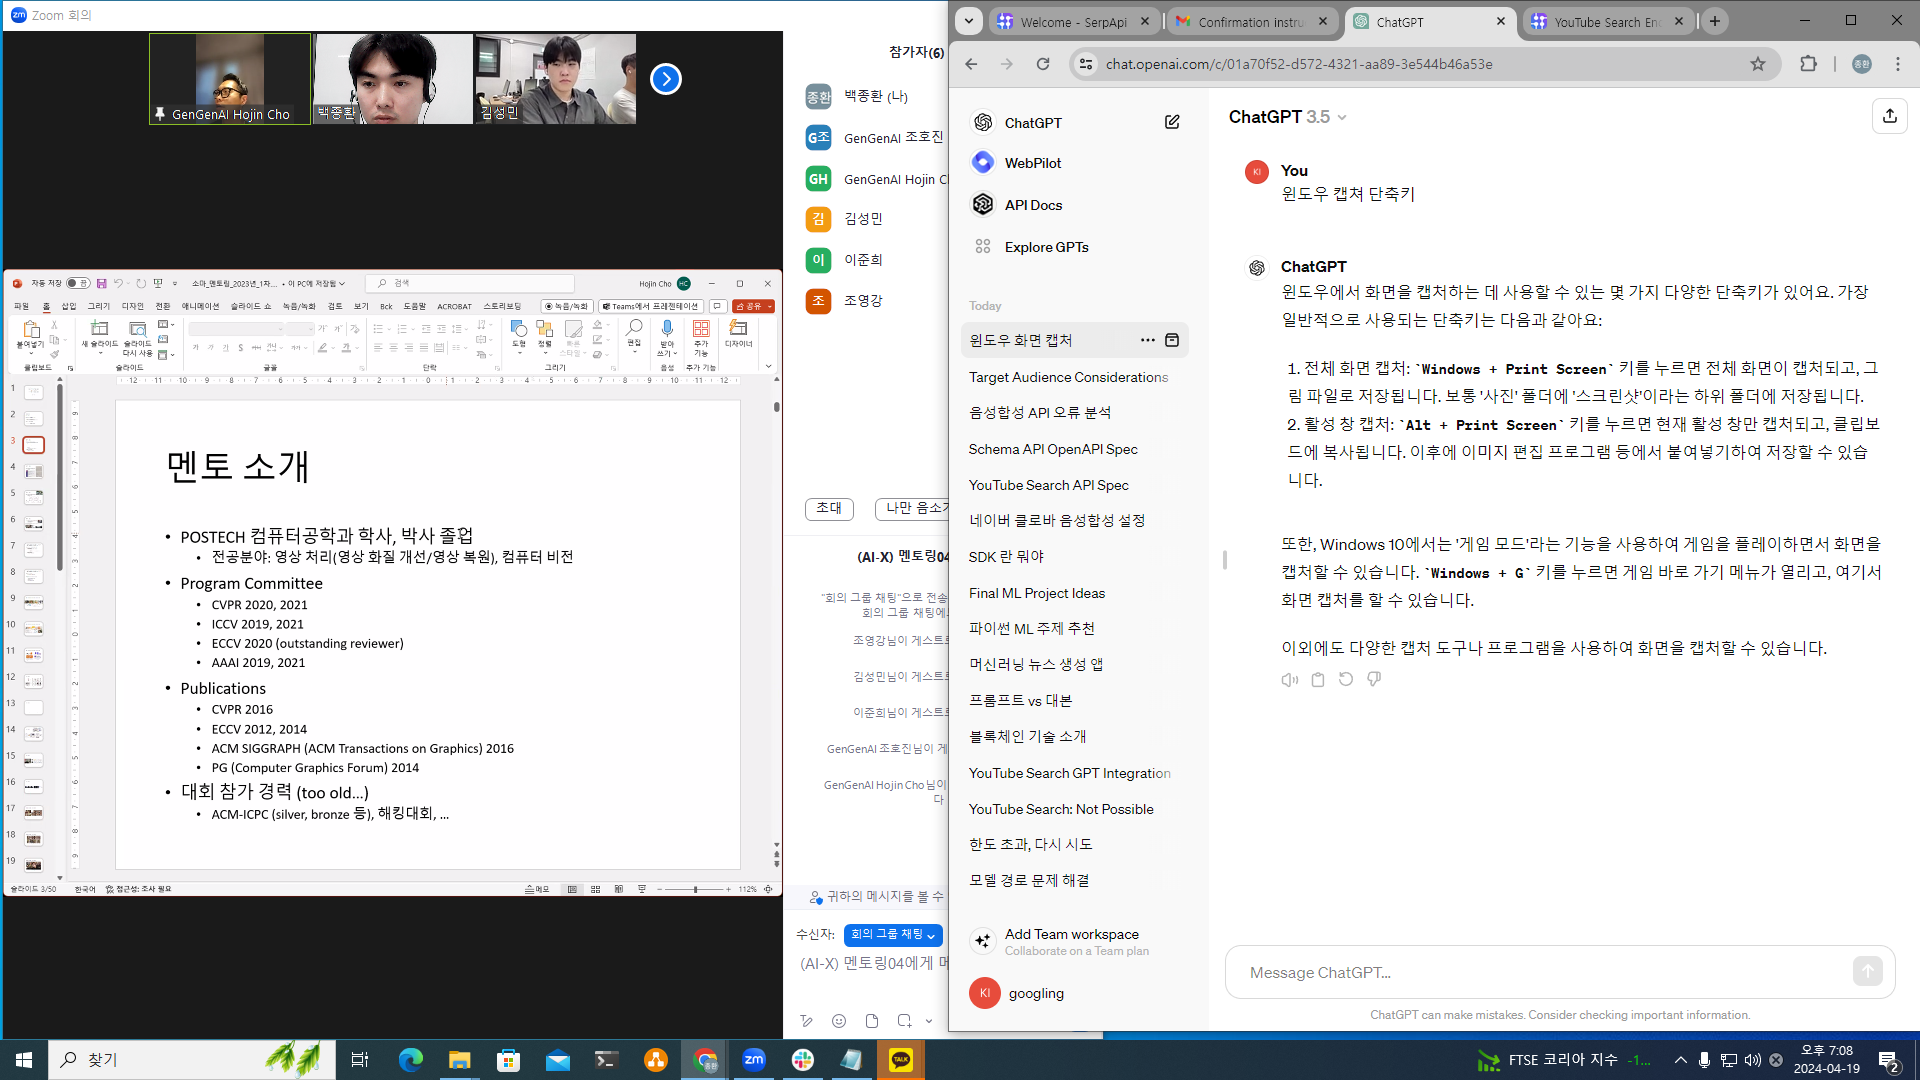 Zoom 회의
GenGenAI Hojin Cho
백종환
김성민
참가자(6)
종환 백종환 (나)
G조 GenGenAI 조호진
GH GenGenAI Hojin C
김 김성민
이 이준희
조 조영강
초대
나만 음소거
(AI-X) 멘토링04
"회의 그룹 채팅"으로 전송
회의 그룹 채팅에
조영강님이 게스트로
김성민님이 게스트로
이준희님이 게스트로
GenGenAI 조호진님이 게
GenGenAI Hojin Cho 님이
다
귀하의 메시지를 볼 수
수신자: 회의 그룹 채팅
(AI-X) 멘토링04에게 메
자동 저장
소마_멘토링_2023년_1차... • 이 PC에 저장됨
검색
Hojin Cho HC
파일 홈 삽입 그리기 디자인 전환 애니메이션 슬라이드 쇼 녹음/녹화 검토 보기 Bck 도움말 ACROBAT 스토리보딩
녹음/녹화 Teams에서 프레젠테이션 공유
붙여넣기
새 슬라이드
슬라이드 다시 사용
도형 정렬 빠른 스타일
편집
받아쓰기
추가 기능
디자이너
클립보드 슬라이드 글꼴 단락 그리기 음성 추가 기능
1
2
3
4
5
6
7
8
9
10
11
12
13
14
15
16
17
18
19
멘토 소개
• POSTECH 컴퓨터공학과 학사, 박사 졸업
• 전공분야: 영상 처리(영상 화질 개선/영상 복원), 컴퓨터 비전
• Program Committee
• CVPR 2020, 2021
• ICCV 2019, 2021
• ECCV 2020 (outstanding reviewer)
• AAAI 2019, 2021
• Publications
• CVPR 2016
• ECCV 2012, 2014
• ACM SIGGRAPH (ACM Transactions on Graphics) 2016
• PG (Computer Graphics Forum) 2014
• 대회 참가 경력 (too old…)
• ACM-ICPC (silver, bronze 등), 해킹대회, …
슬라이드 3/50 한국어 접근성: 조사 필요
메모
112%
Welcome - SerpApi
Confirmation instru
ChatGPT
YouTube Search En
chat.openai.com/c/01a70f52-d572-4321-aa89-3e544b46a53e
종환
ChatGPT
WebPilot
API Docs
Explore GPTs
Today
윈도우 화면 캡처
Target Audience Considerations
음성합성 API 오류 분석
Schema API OpenAPI Spec
YouTube Search API Spec
네이버 클로바 음성합성 설정
SDK 란 뭐야
Final ML Project Ideas
파이썬 ML 주제 추천
머신러닝 뉴스 생성 앱
프롬프트 vs 대본
블록체인 기술 소개
YouTube Search GPT Integration
YouTube Search: Not Possible
한도 초과, 다시 시도
모델 경로 문제 해결
Add Team workspace
Collaborate on a Team plan
KI googling
ChatGPT 3.5
KI You
윈도우 캡쳐 단축키
ChatGPT
윈도우에서 화면을 캡처하는 데 사용할 수 있는 몇 가지 다양한 단축키가 있어요. 가장
일반적으로 사용되는 단축키는 다음과 같아요:
1. 전체 화면 캡처: `Windows + Print Screen` 키를 누르면 전체 화면이 캡처되고, 그
림 파일로 저장됩니다. 보통 '사진' 폴더에 '스크린샷'이라는 하위 폴더에 저장됩니다.
2. 활성 창 캡처: `Alt + Print Screen` 키를 누르면 현재 활성 창만 캡처되고, 클립보
드에 복사됩니다. 이후에 이미지 편집 프로그램 등에서 붙여넣기하여 저장할 수 있습
니다.
또한, Windows 10에서는 '게임 모드'라는 기능을 사용하여 게임을 플레이하면서 화면을
캡처할 수 있습니다. `Windows + G` 키를 누르면 게임 바로 가기 메뉴가 열리고, 여기서
화면 캡처를 할 수 있습니다.
이외에도 다양한 캡처 도구나 프로그램을 사용하여 화면을 캡처할 수 있습니다.
Message ChatGPT...
ChatGPT can make mistakes. Consider checking important information.
찾기
zm
TALK
FTSE 코리아 지수 -1...
오후 7:08
2024-04-19
2